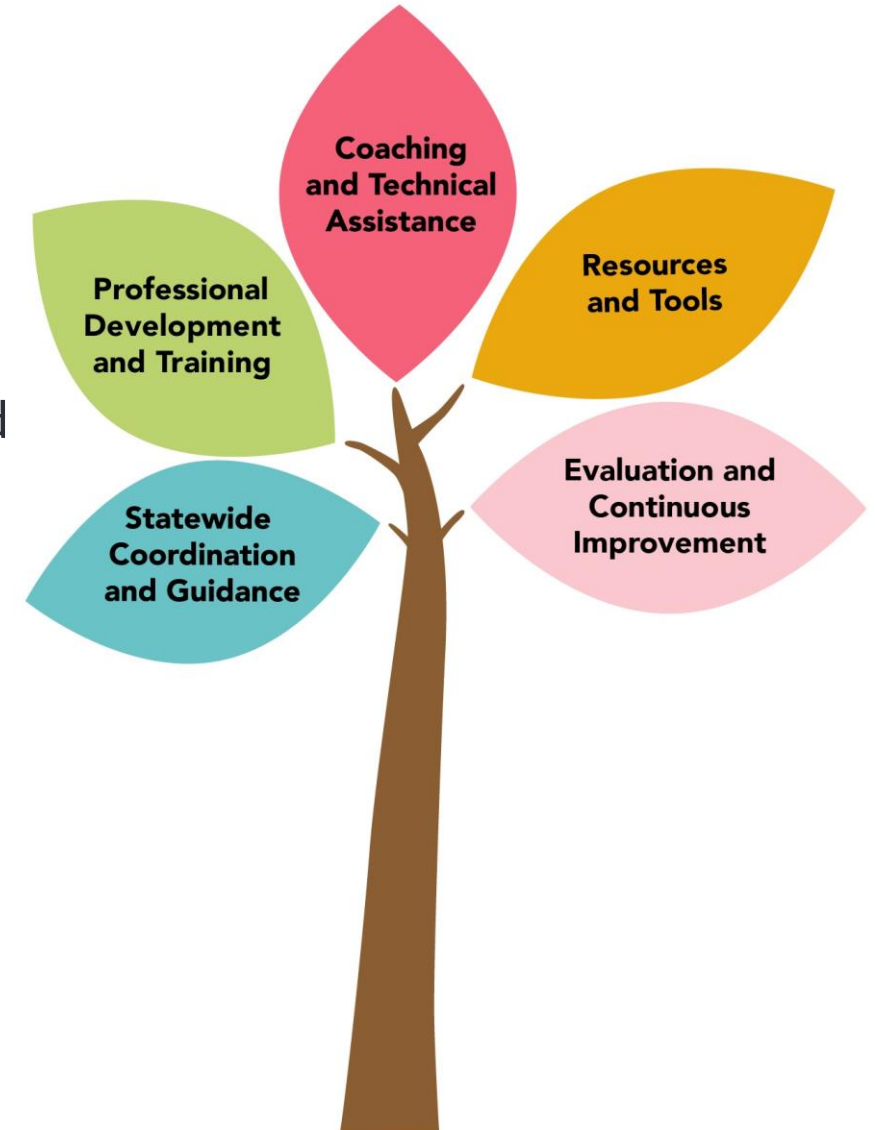 Coaching
and Technical
Assistance
Resources
and Tools
Professional
Development
and Training
Evaluation and
Continuous
Improvement
Statewide
Coordination
and Guidance